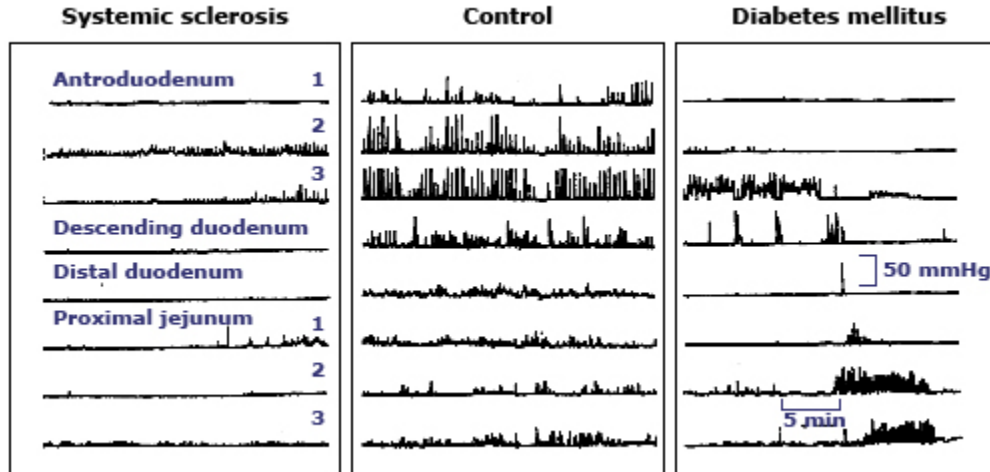 Systemic sclerosis
Control
Diabetes mellitus
Antroduodenum 1
2
3
Descending duodenum
Distal duodenum
50 mmHg
Proximal jejunum 1
2
5 min
3